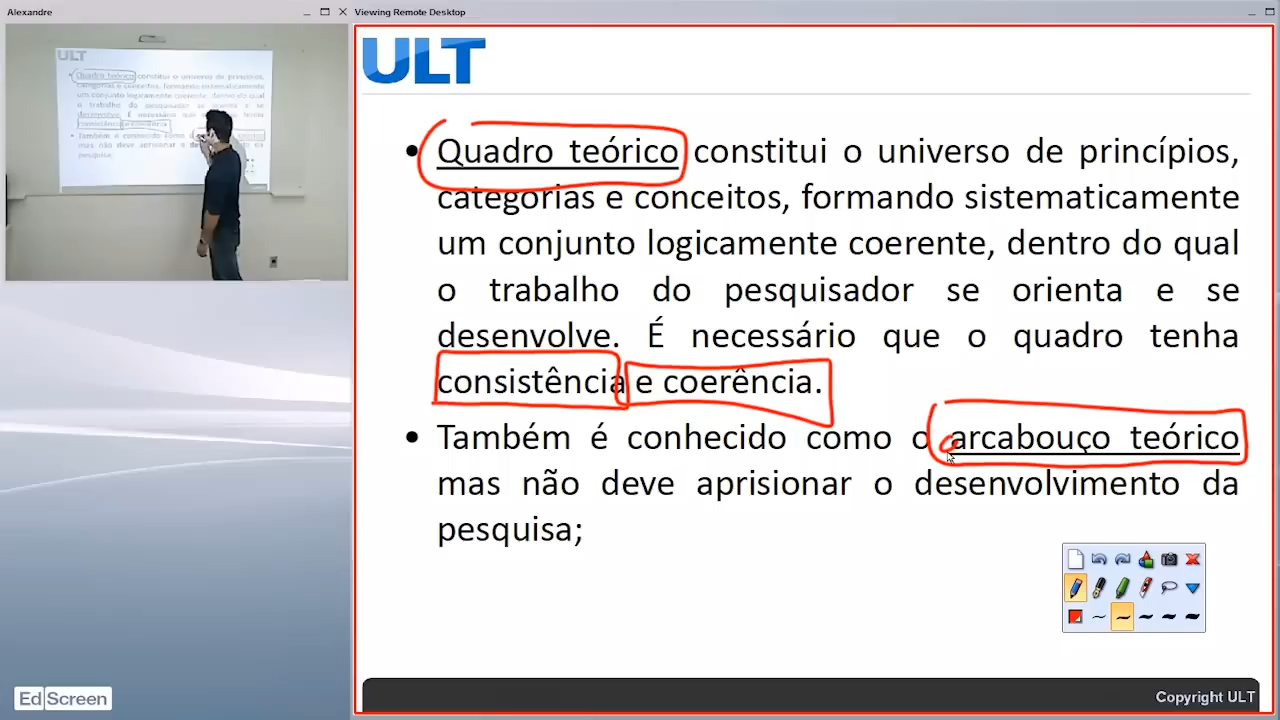 Alexandre
Viewing Remote Desktop
ULT
• Quadro teórico constitui o universo de princípios,
categorias e conceitos, formando sistematicamente
um conjunto logicamente coerente, dentro do qual
o trabalho do pesquisador se orienta e se
desenvolve. É necessário que o quadro tenha
consistência e coerência.
• Também é conhecido como o arcabouço teórico
mas não deve aprisionar o desenvolvimento da
pesquisa;
Ed Screen
Copyright ULT